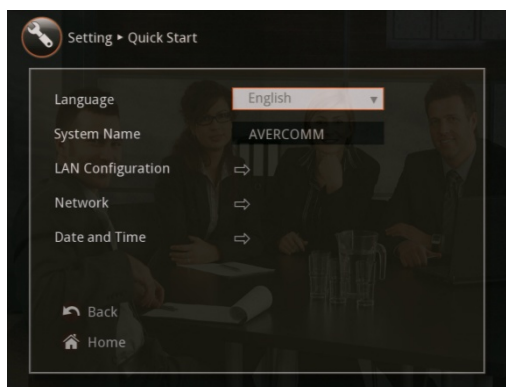 Setting ▸ Quick Start
Language English
System Name AVERCOMM
LAN Configuration
Network
Date and Time
Back
Home